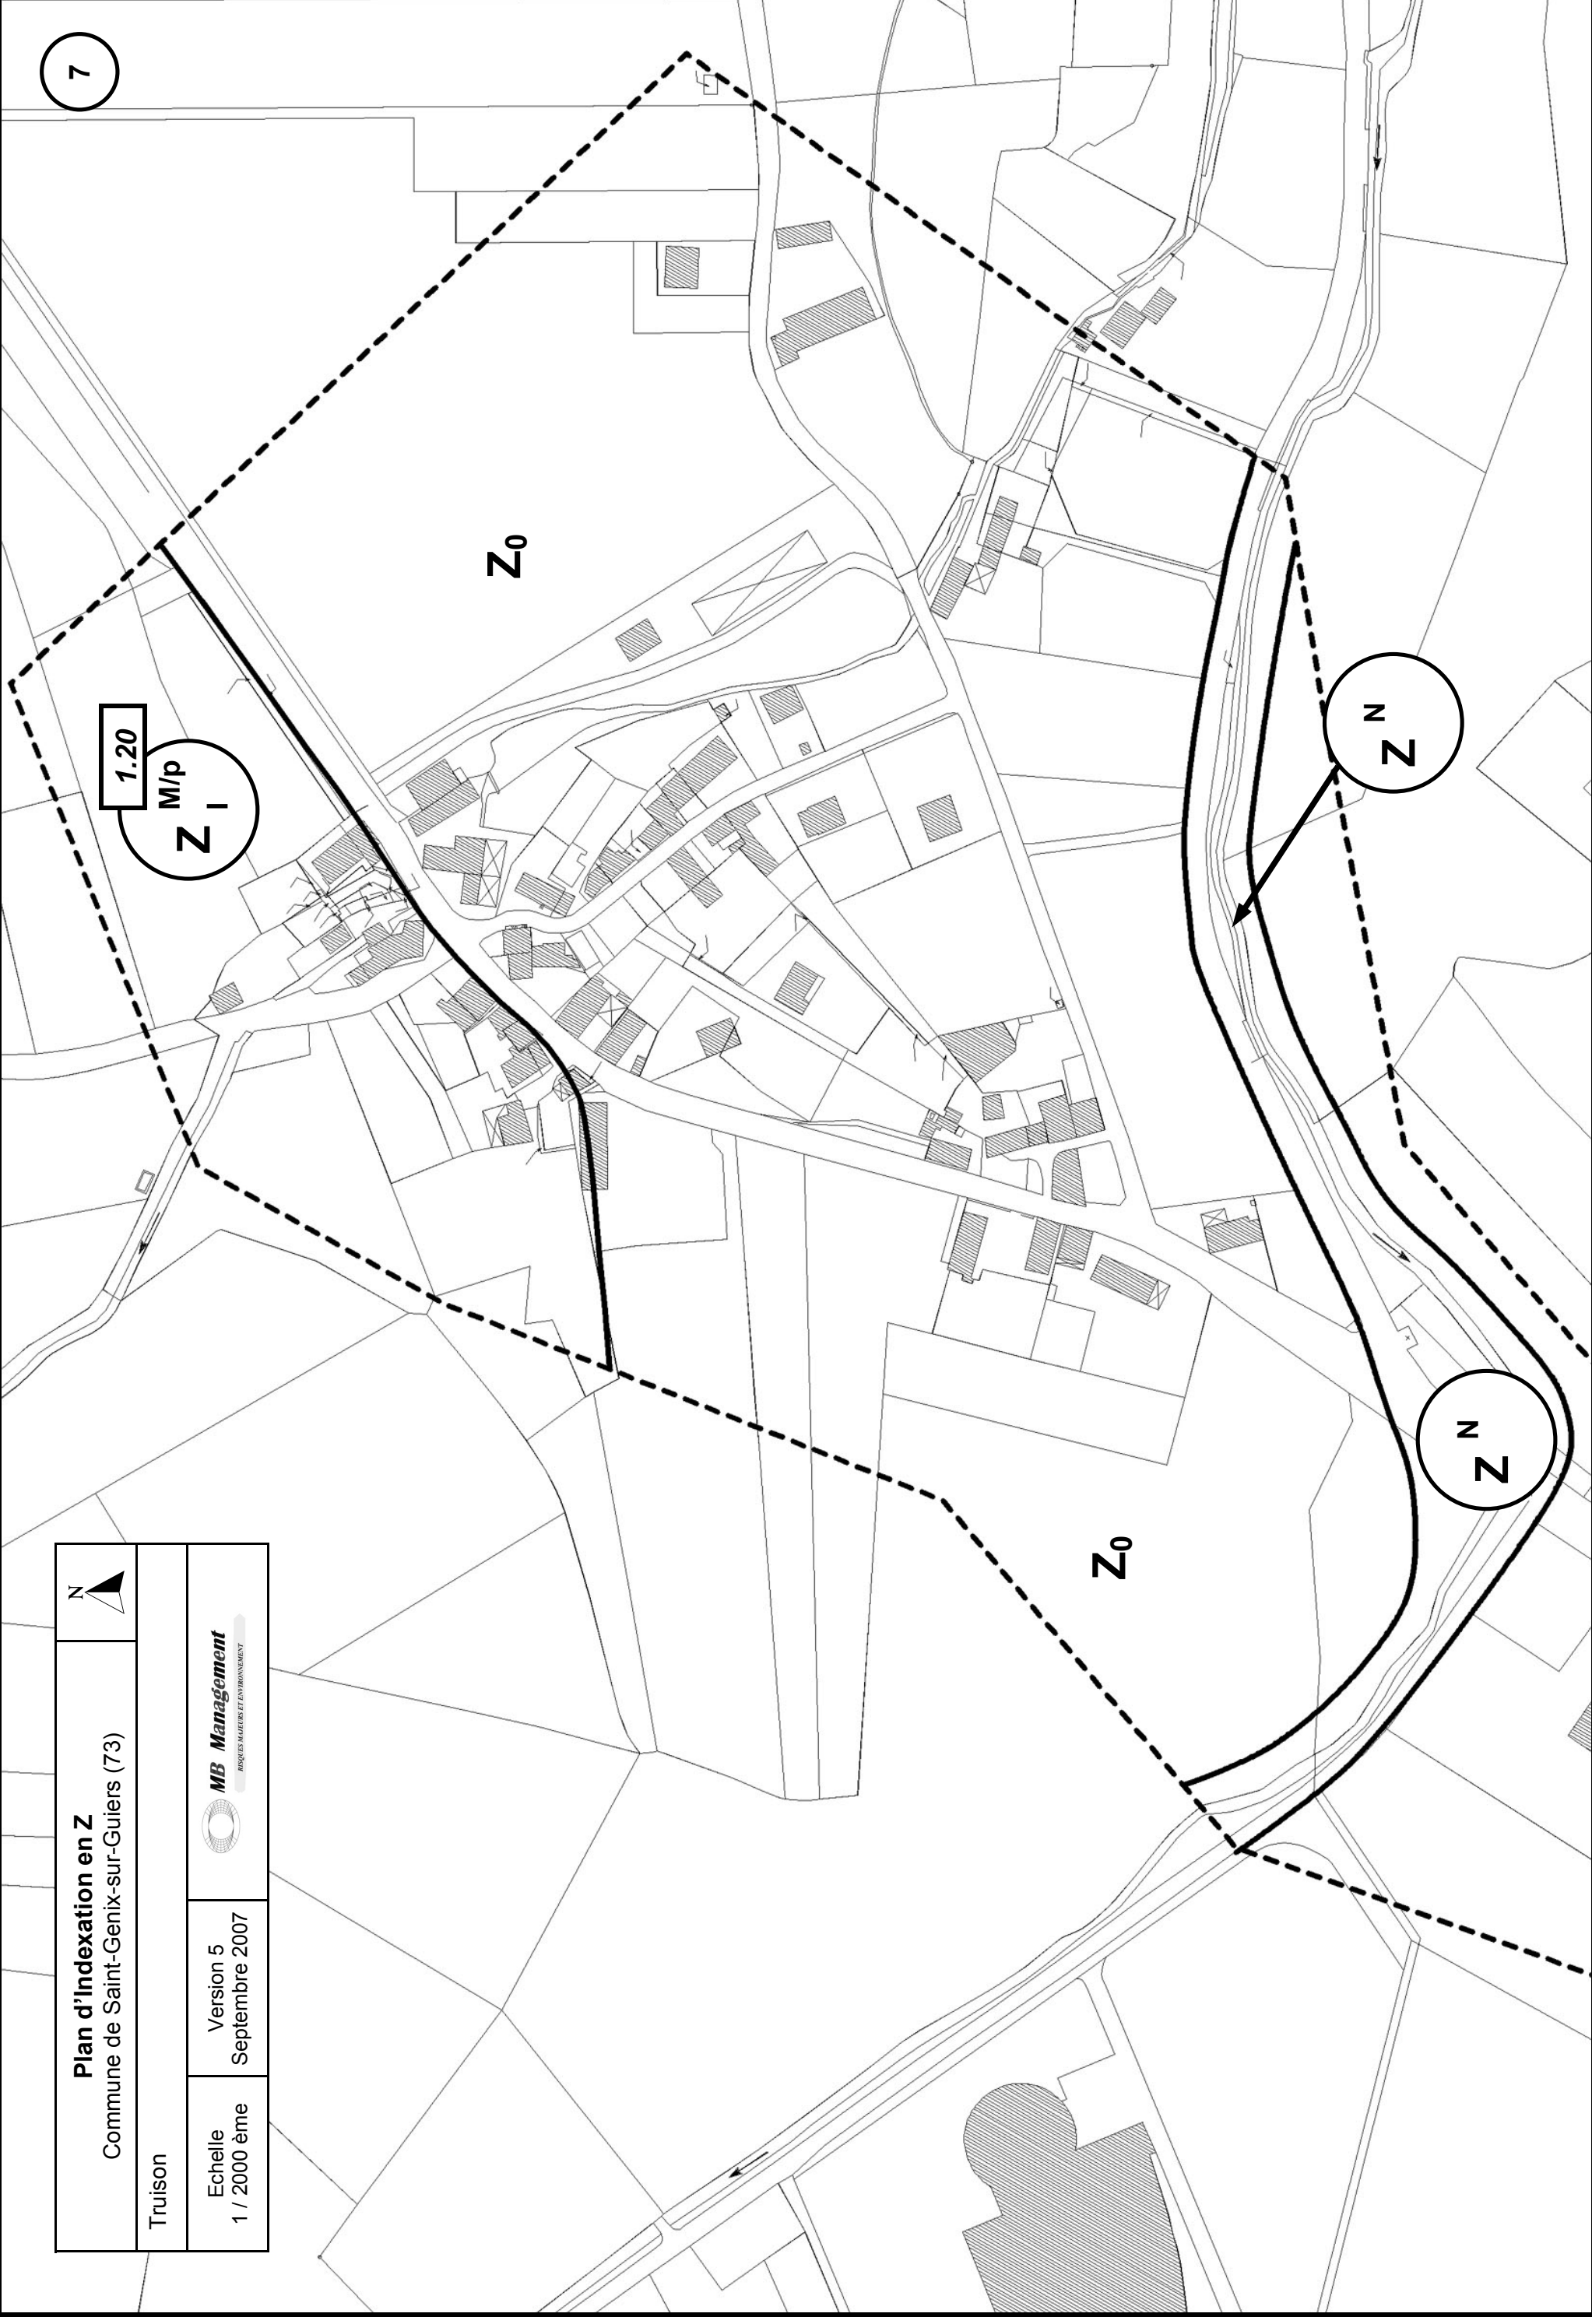 7
Z0
1.20
M/p
Z I
Z N
Z N
Z0
Plan d'Indexation en Z
Commune de Saint-Genix-sur-Guiers (73)
N
Truison
Echelle
1 / 2000 ème
Version 5
Septembre 2007
MB Management
RISQUES MAJEURS ET ENVIRONNEMENT